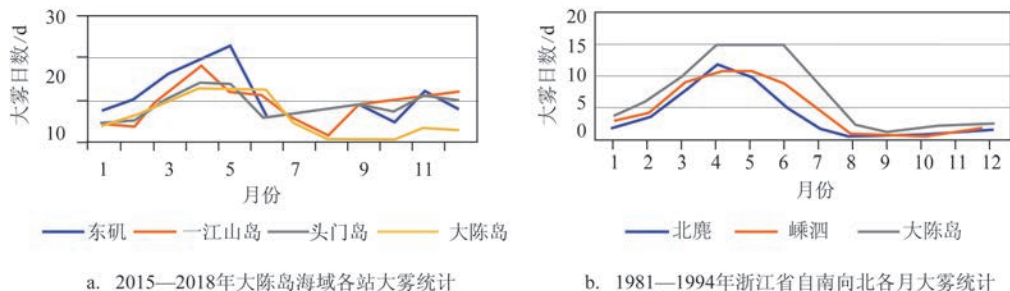 30
20
10
大雾日数/d
1 3 5 7 9 11
月份
东矶 一江山岛 头门岛 大陈岛
a. 2015—2018年大陈岛海域各站大雾统计
20
15
10
5
0
大雾日数/d
1 2 3 4 5 6 7 8 9 10 11 12
月份
北麂 嵊泗 大陈岛
b. 1981—1994年浙江省自南向北各月大雾统计